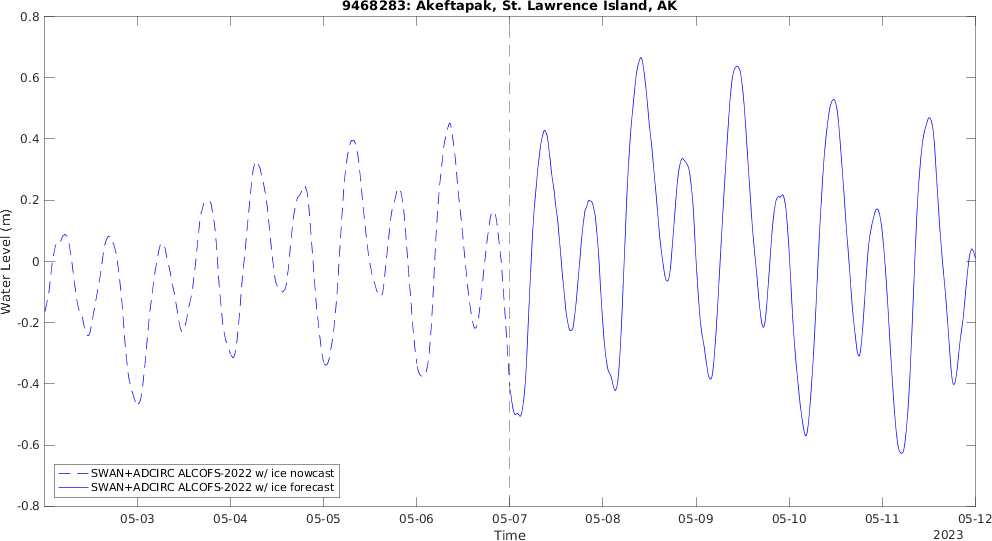 9468283: Akeftapak, St. Lawrence Island, AK
Water Level (m)
0.8
0.6
0.4
0.2
0
-0.2
-0.4
-0.6
-0.8
SWAN+ADCIRC ALCOFS-2022 w/ ice nowcast
SWAN+ADCIRC ALCOFS-2022 w/ ice forecast
05-03 05-04 05-05 05-06 05-07 05-08 05-09 05-10 05-11 05-12
Time
2023